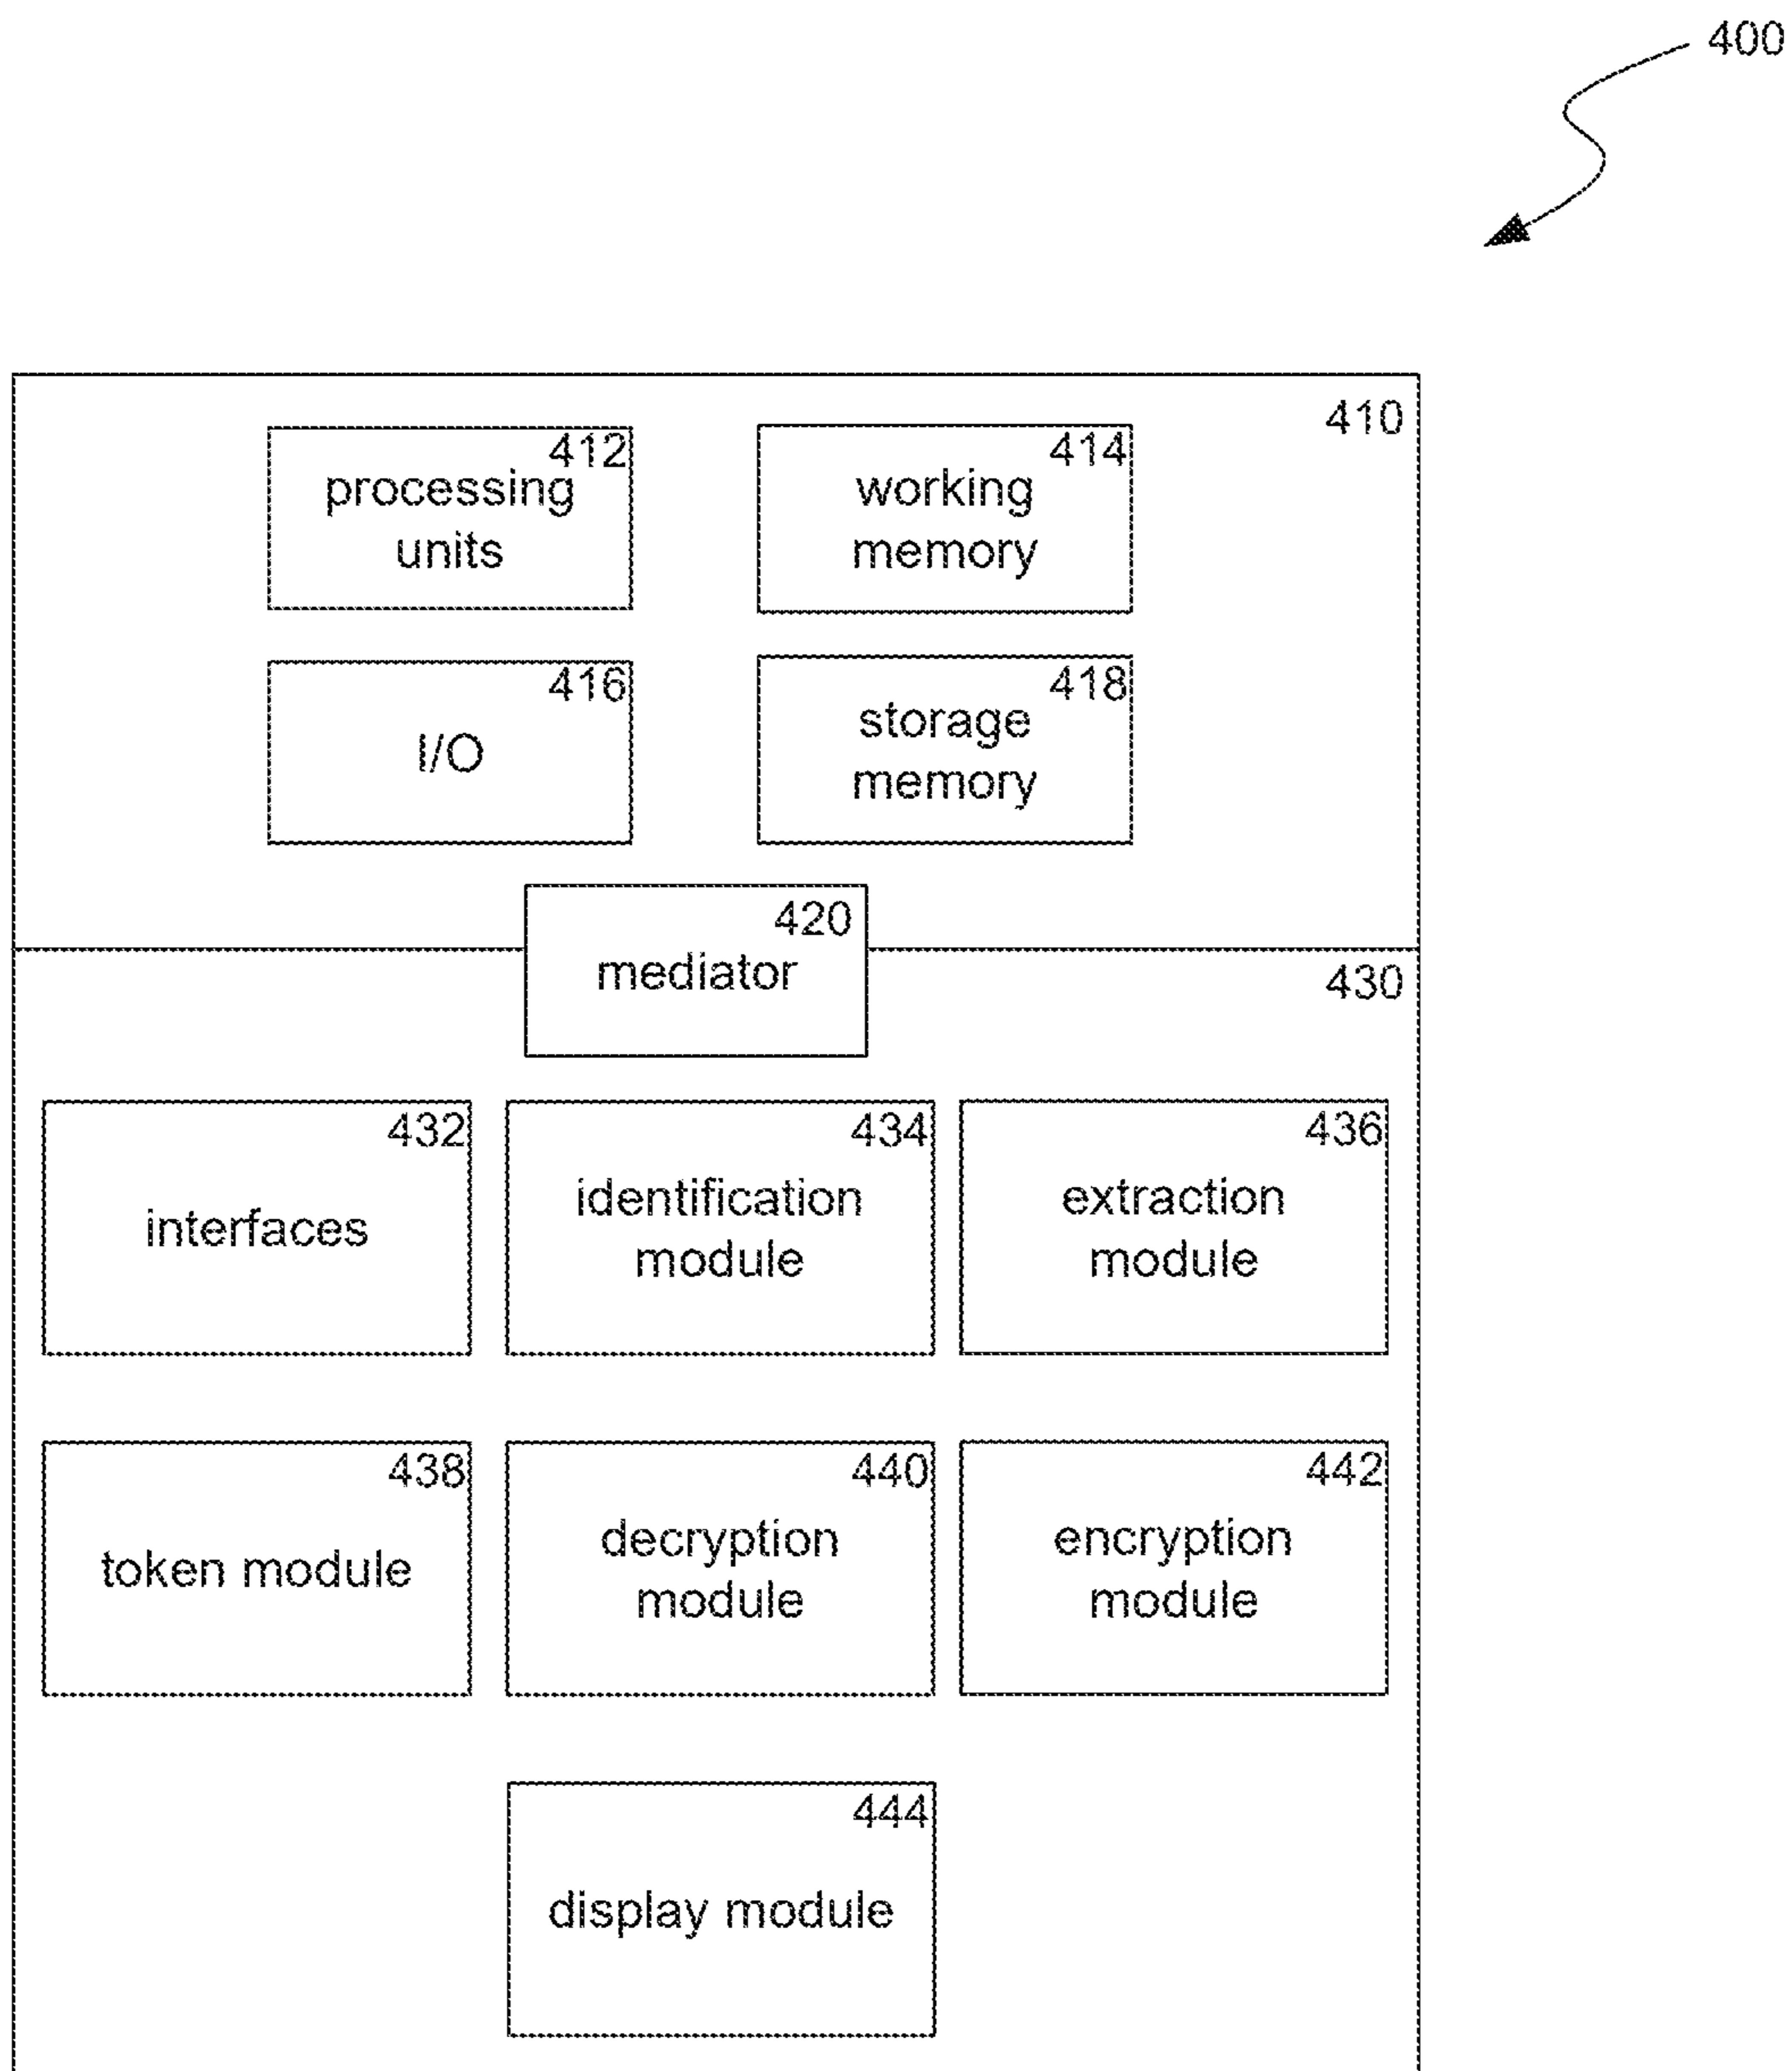 400
410
412
processing
units
414
working
memory
416
I/O
418
storage
memory
420
mediator
430
432
interfaces
434
identification
module
436
extraction
module
438
token module
440
decryption
module
442
encryption
module
444
display module